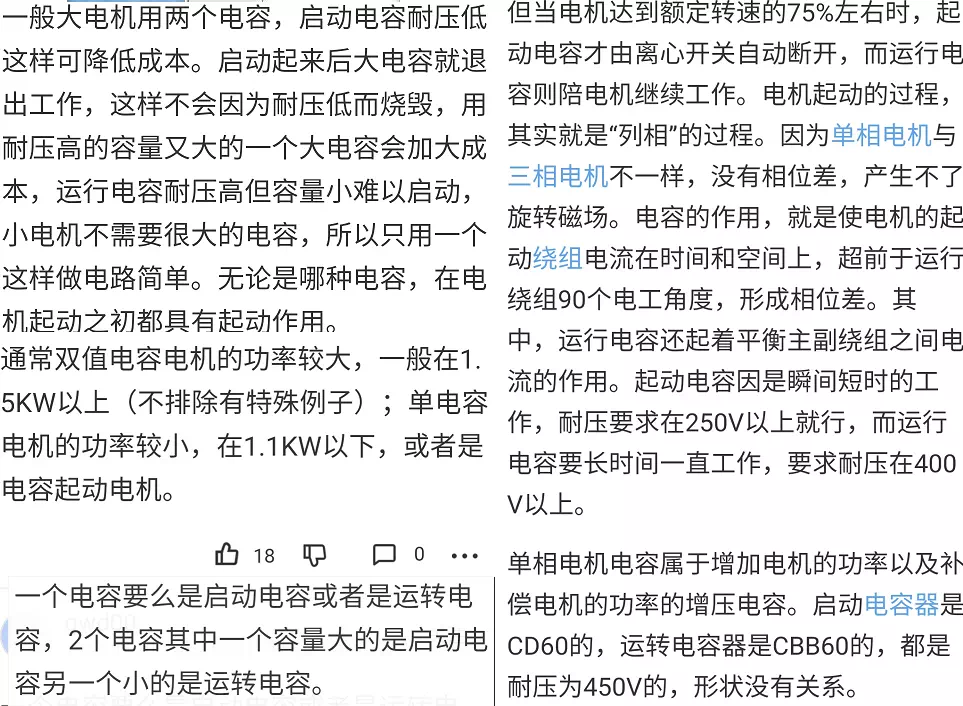 一般大电机用两个电容，启动电容耐压低
这样可降低成本。启动起来后大电容就退
出工作，这样不会因为耐压低而烧毁，用
耐压高的容量又大的一个大电容会加大成
本，运行电容耐压高但容量小难以启动，
小电机不需要很大的电容，所以只用一个
这样做电路简单。无论是哪种电容，在电
机起动之初都具有起动作用。
通常双值电容电机的功率较大，一般在1.
5KW以上（不排除有特殊例子）；单电容
电机的功率较小，在1.1KW以下，或者是
电容起动电机。
18 0
一个电容要么是启动电容或者是运转电
容，2个电容其中一个容量大的是启动电
容另一个小的是运转电容。
但当电机达到额定转速的75%左右时，起
动电容才由离心开关自动断开，而运行电
容则陪电机继续工作。电机起动的过程，
其实就是“列相”的过程。因为单相电机与
三相电机不一样，没有相位差，产生不了
旋转磁场。电容的作用，就是使电机的起
动绕组电流在时间和空间上，超前于运行
绕组90个电工角度，形成相位差。其
中，运行电容还起着平衡主副绕组之间电
流的作用。起动电容因是瞬间短时的工
作，耐压要求在250V以上就行，而运行
电容要长时间一直工作，要求耐压在400
V以上。
单相电机电容属于增加电机的功率以及补
偿电机的功率的增压电容。启动电容器是
CD60的，运转电容器是CBB60的，都是
耐压为450V的，形状没有关系。